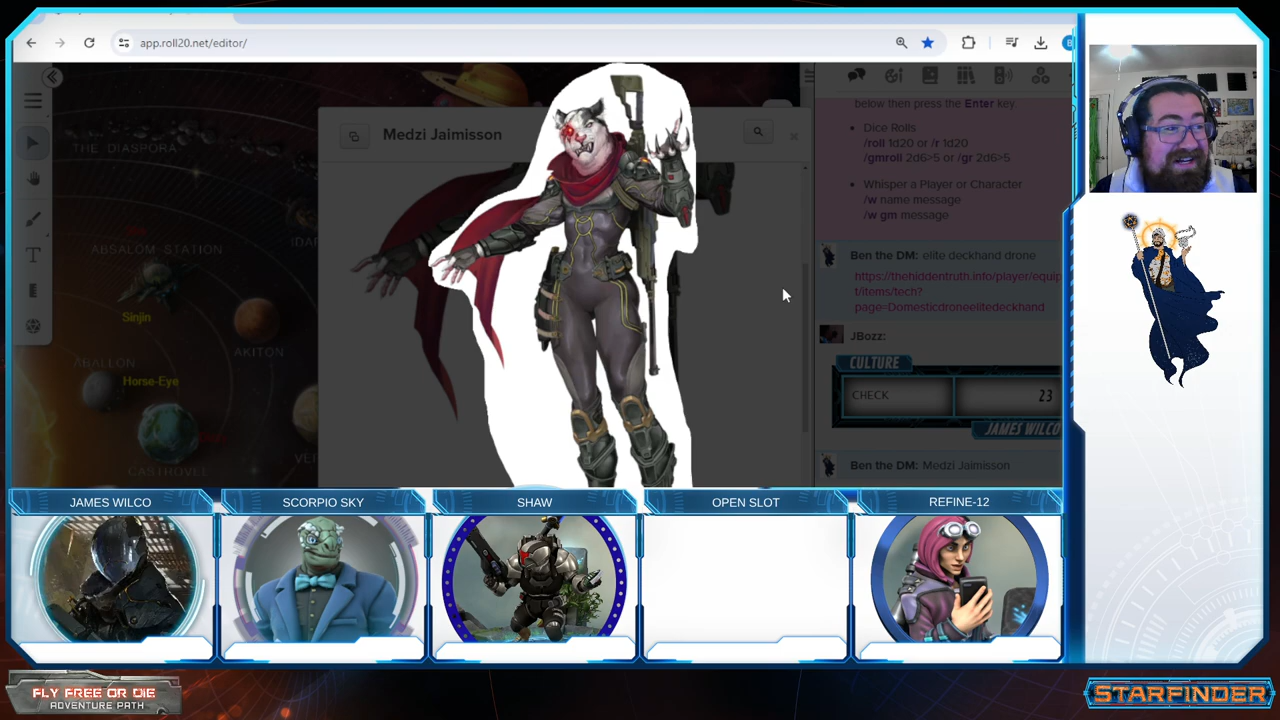 app.roll20.net/editor/
THE DIASPORA
ABSALOM STATION
Sinjin
AKITON
ABALLON
Horse-Eye
CASTROVEL
Medzi Jaimisson
below then press the Enter key
Dice Rolls
/roll 1d20 or /r 1d20
/gmroll 2d6>5 or /gr 2d6>5
Whisper a Player or Character
/w name message
/w gm message
Ben the DM: elite deckhand drone
https://thehiddentruth.info/player/equip
t/items/tech?
page=Domesticdroneelitedeckhand
JBozz:
CULTURE
CHECK 23
JAMES WILCO
Ben the DM: Medzi Jaimisson
JAMES WILCO
SCORPIO SKY
SHAW
OPEN SLOT
REFINE-12
FLY FREE OR DIE
ADVENTURE PATH
STARFINDER